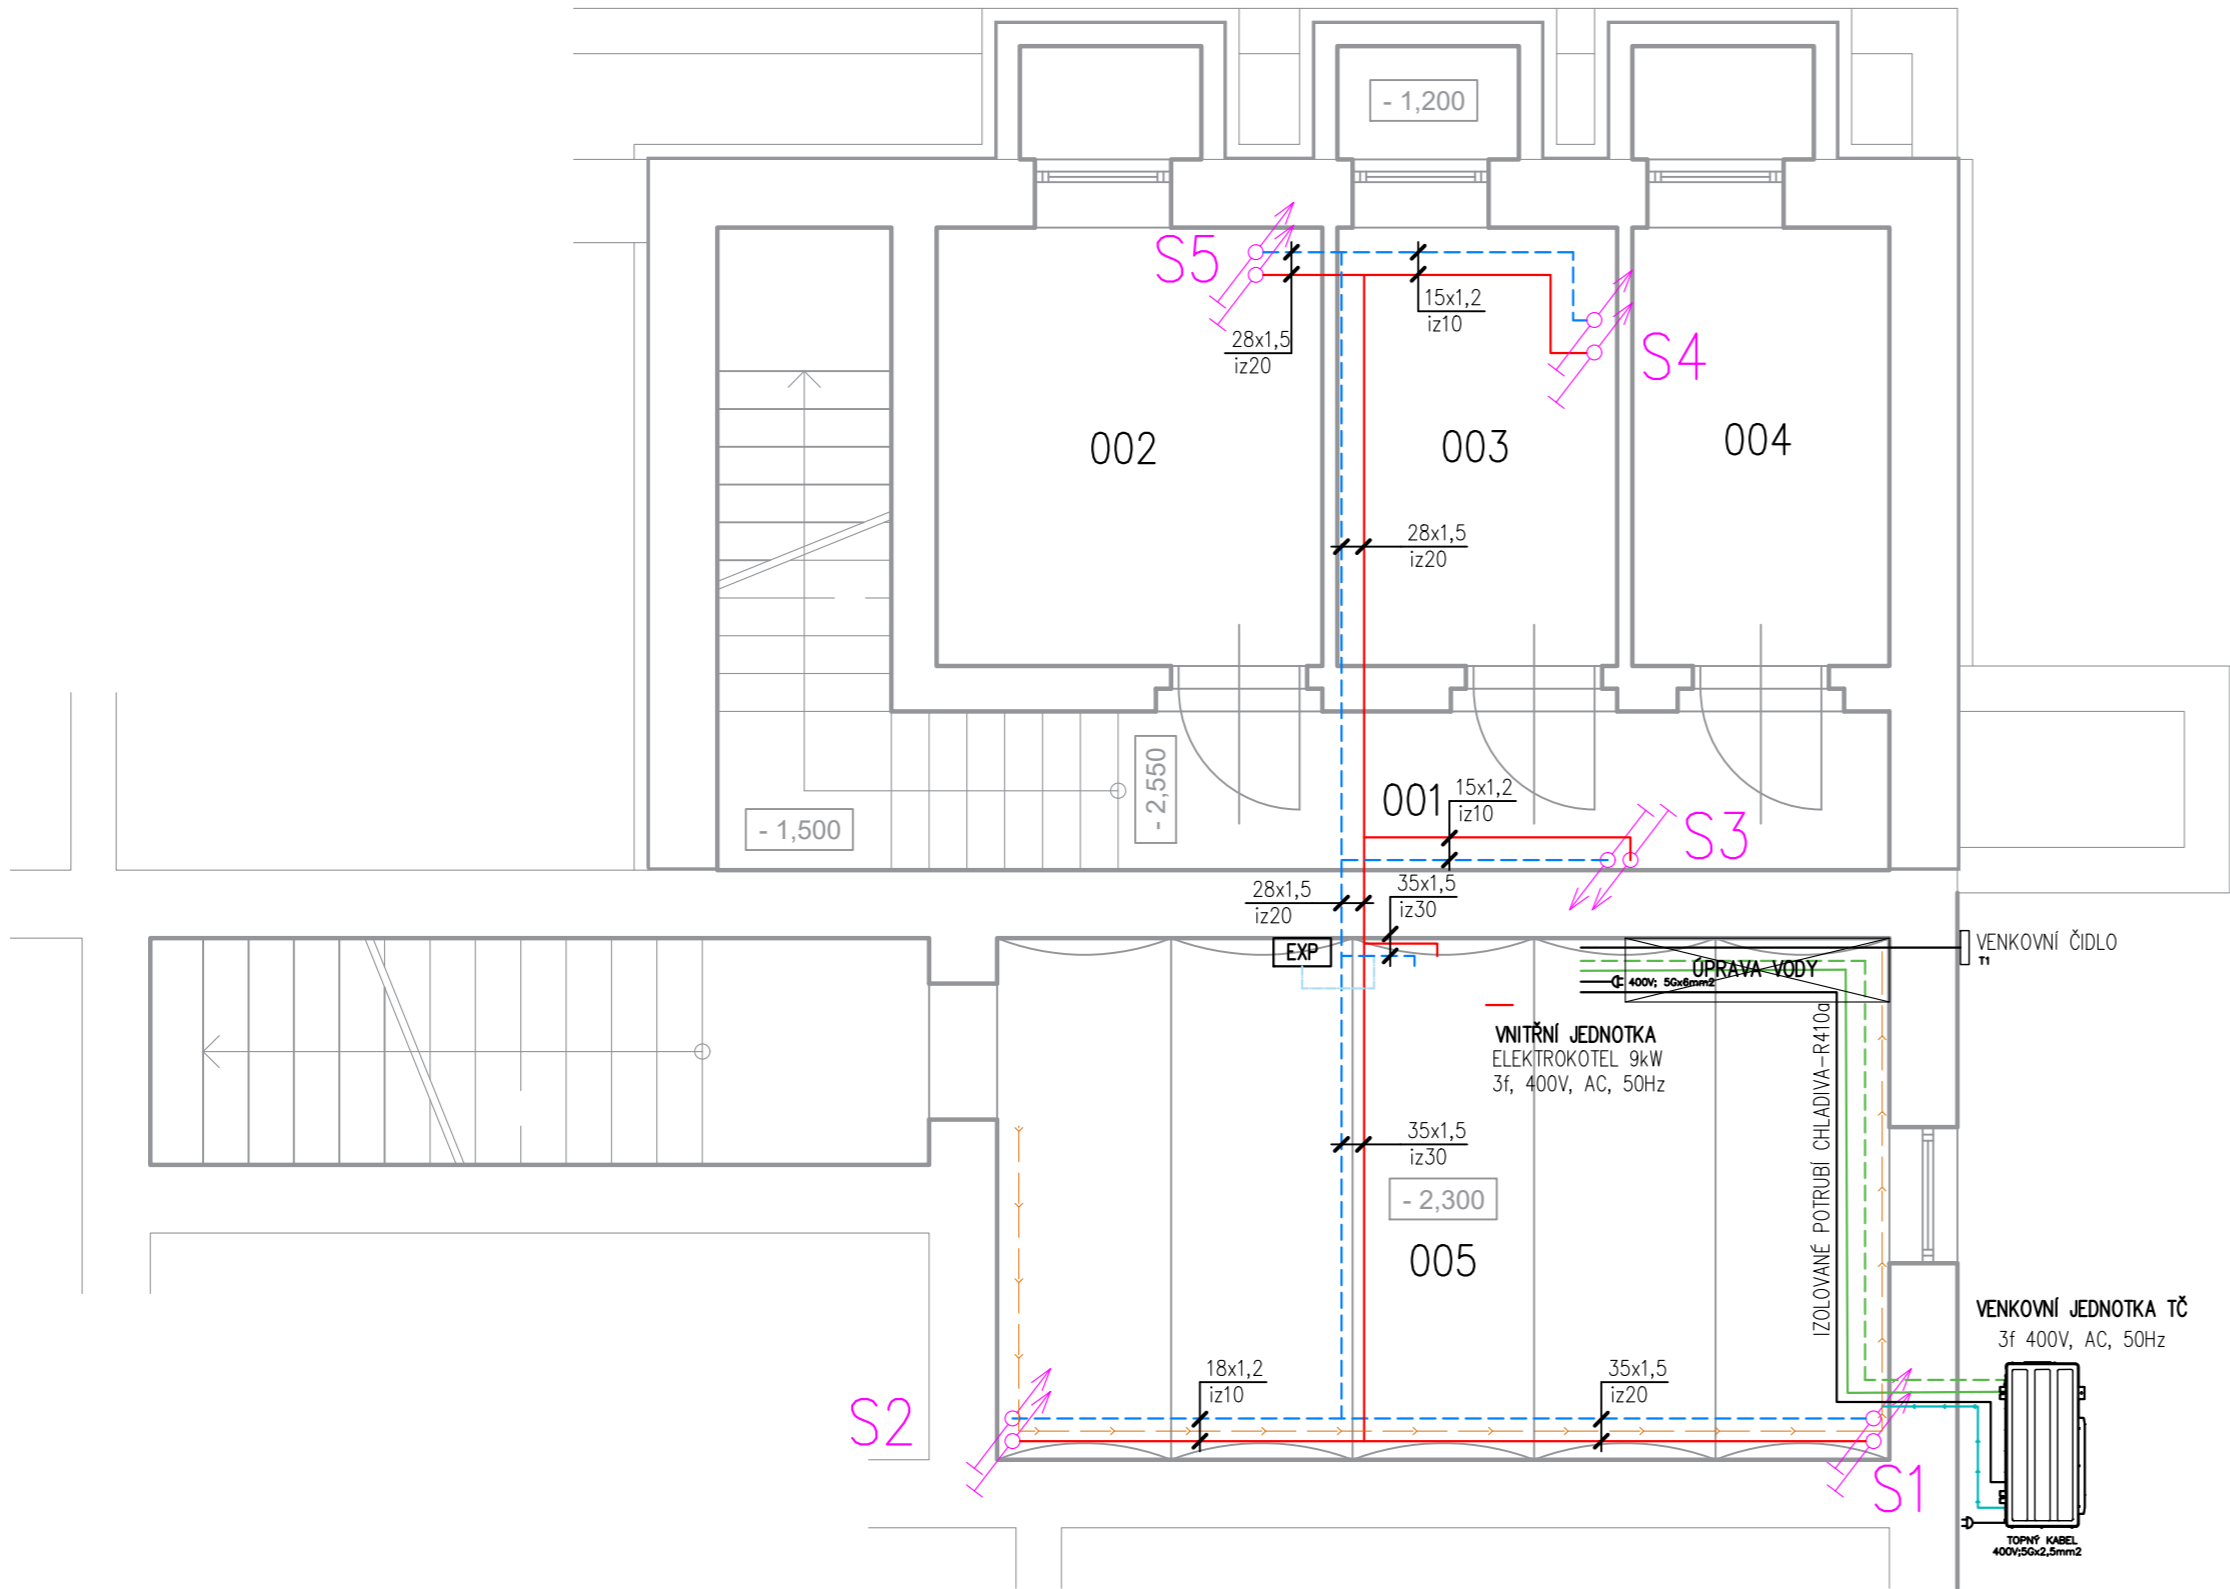 - 1,200
S5
15x1,2
iz10
28x1,5
iz20
S4
002
003
004
28x1,5
iz20
- 2,550
001
15x1,2
iz10
- 1,500
S3
28x1,5
iz20
35x1,5
iz30
EXP
ÚPRAVA VODY
400V; 5Gx6mm2
VENKOVNÍ ČIDLO
T1
VNITŘNÍ JEDNOTKA
ELEKTROKOTEL 9kW
3f, 400V, AC, 50Hz
IZOLOVANÉ POTRUBÍ CHLADIVA-R410a
35x1,5
iz30
- 2,300
005
VENKOVNÍ JEDNOTKA TČ
3f 400V, AC, 50Hz
18x1,2
iz10
35x1,5
iz20
S2
S1
TOPNÝ KABEL
400V;5Gx2,5mm2